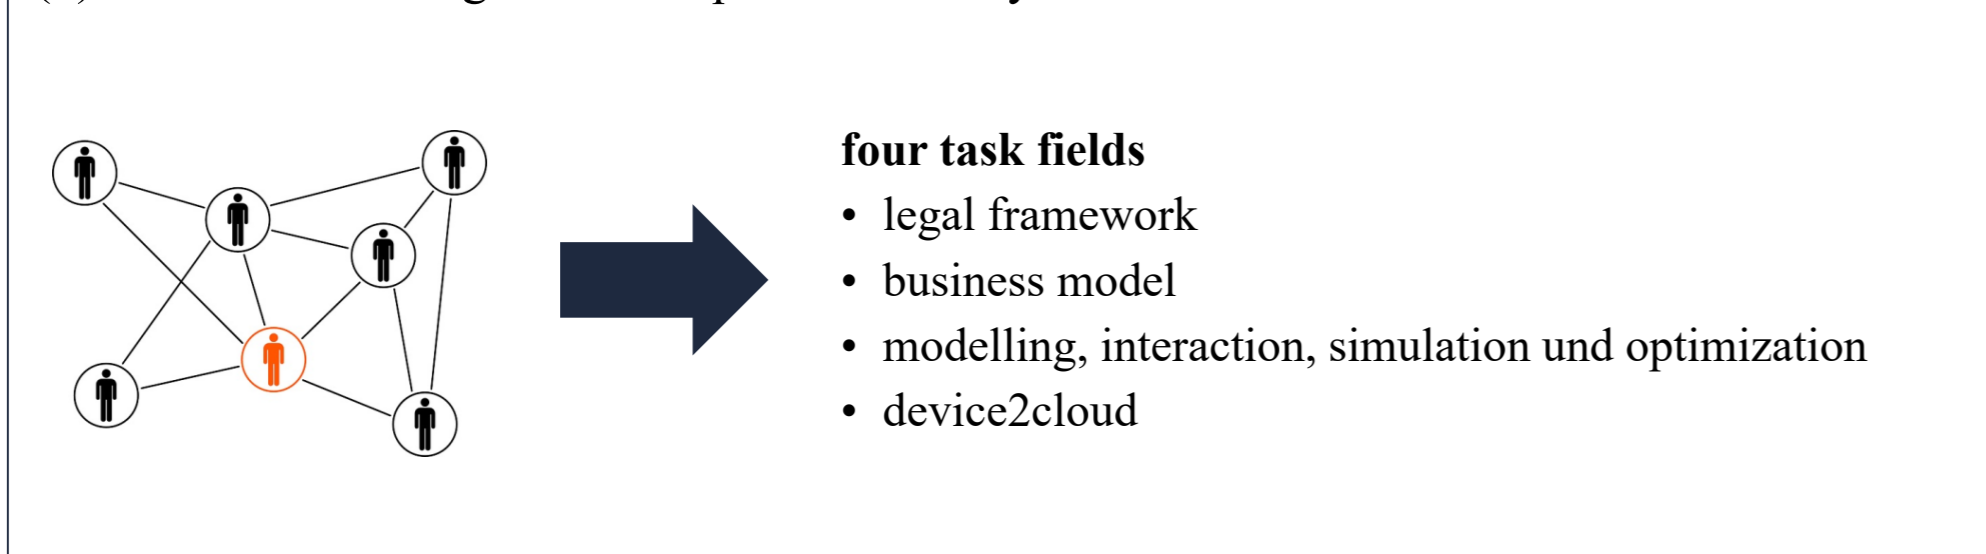 four task fields
• legal framework
• business model
• modelling, interaction, simulation und optimization
• device2cloud